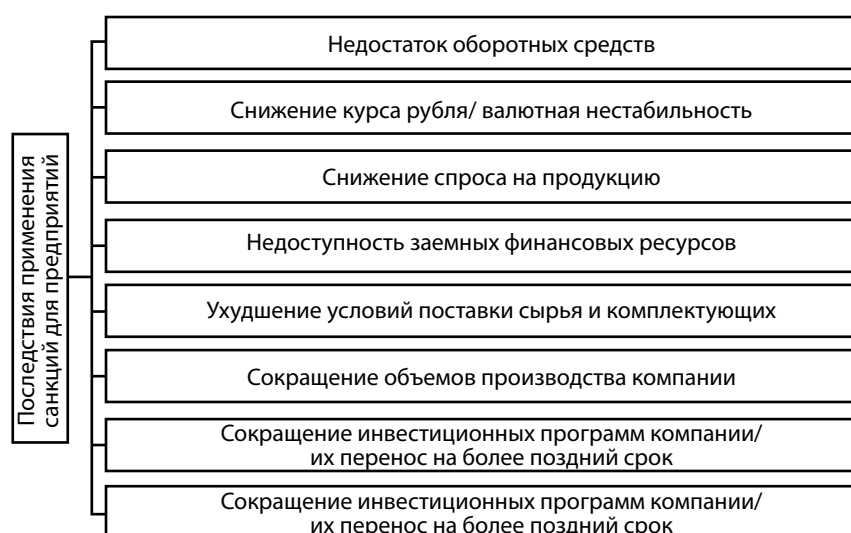 Последствия применения
санкций для предприятий
Недостаток оборотных средств
Снижение курса рубля/ валютная нестабильность
Снижение спроса на продукцию
Недоступность заемных финансовых ресурсов
Ухудшение условий поставки сырья и комплектующих
Сокращение объемов производства компании
Сокращение инвестиционных программ компании/
их перенос на более поздний срок
Сокращение инвестиционных программ компании/
их перенос на более поздний срок